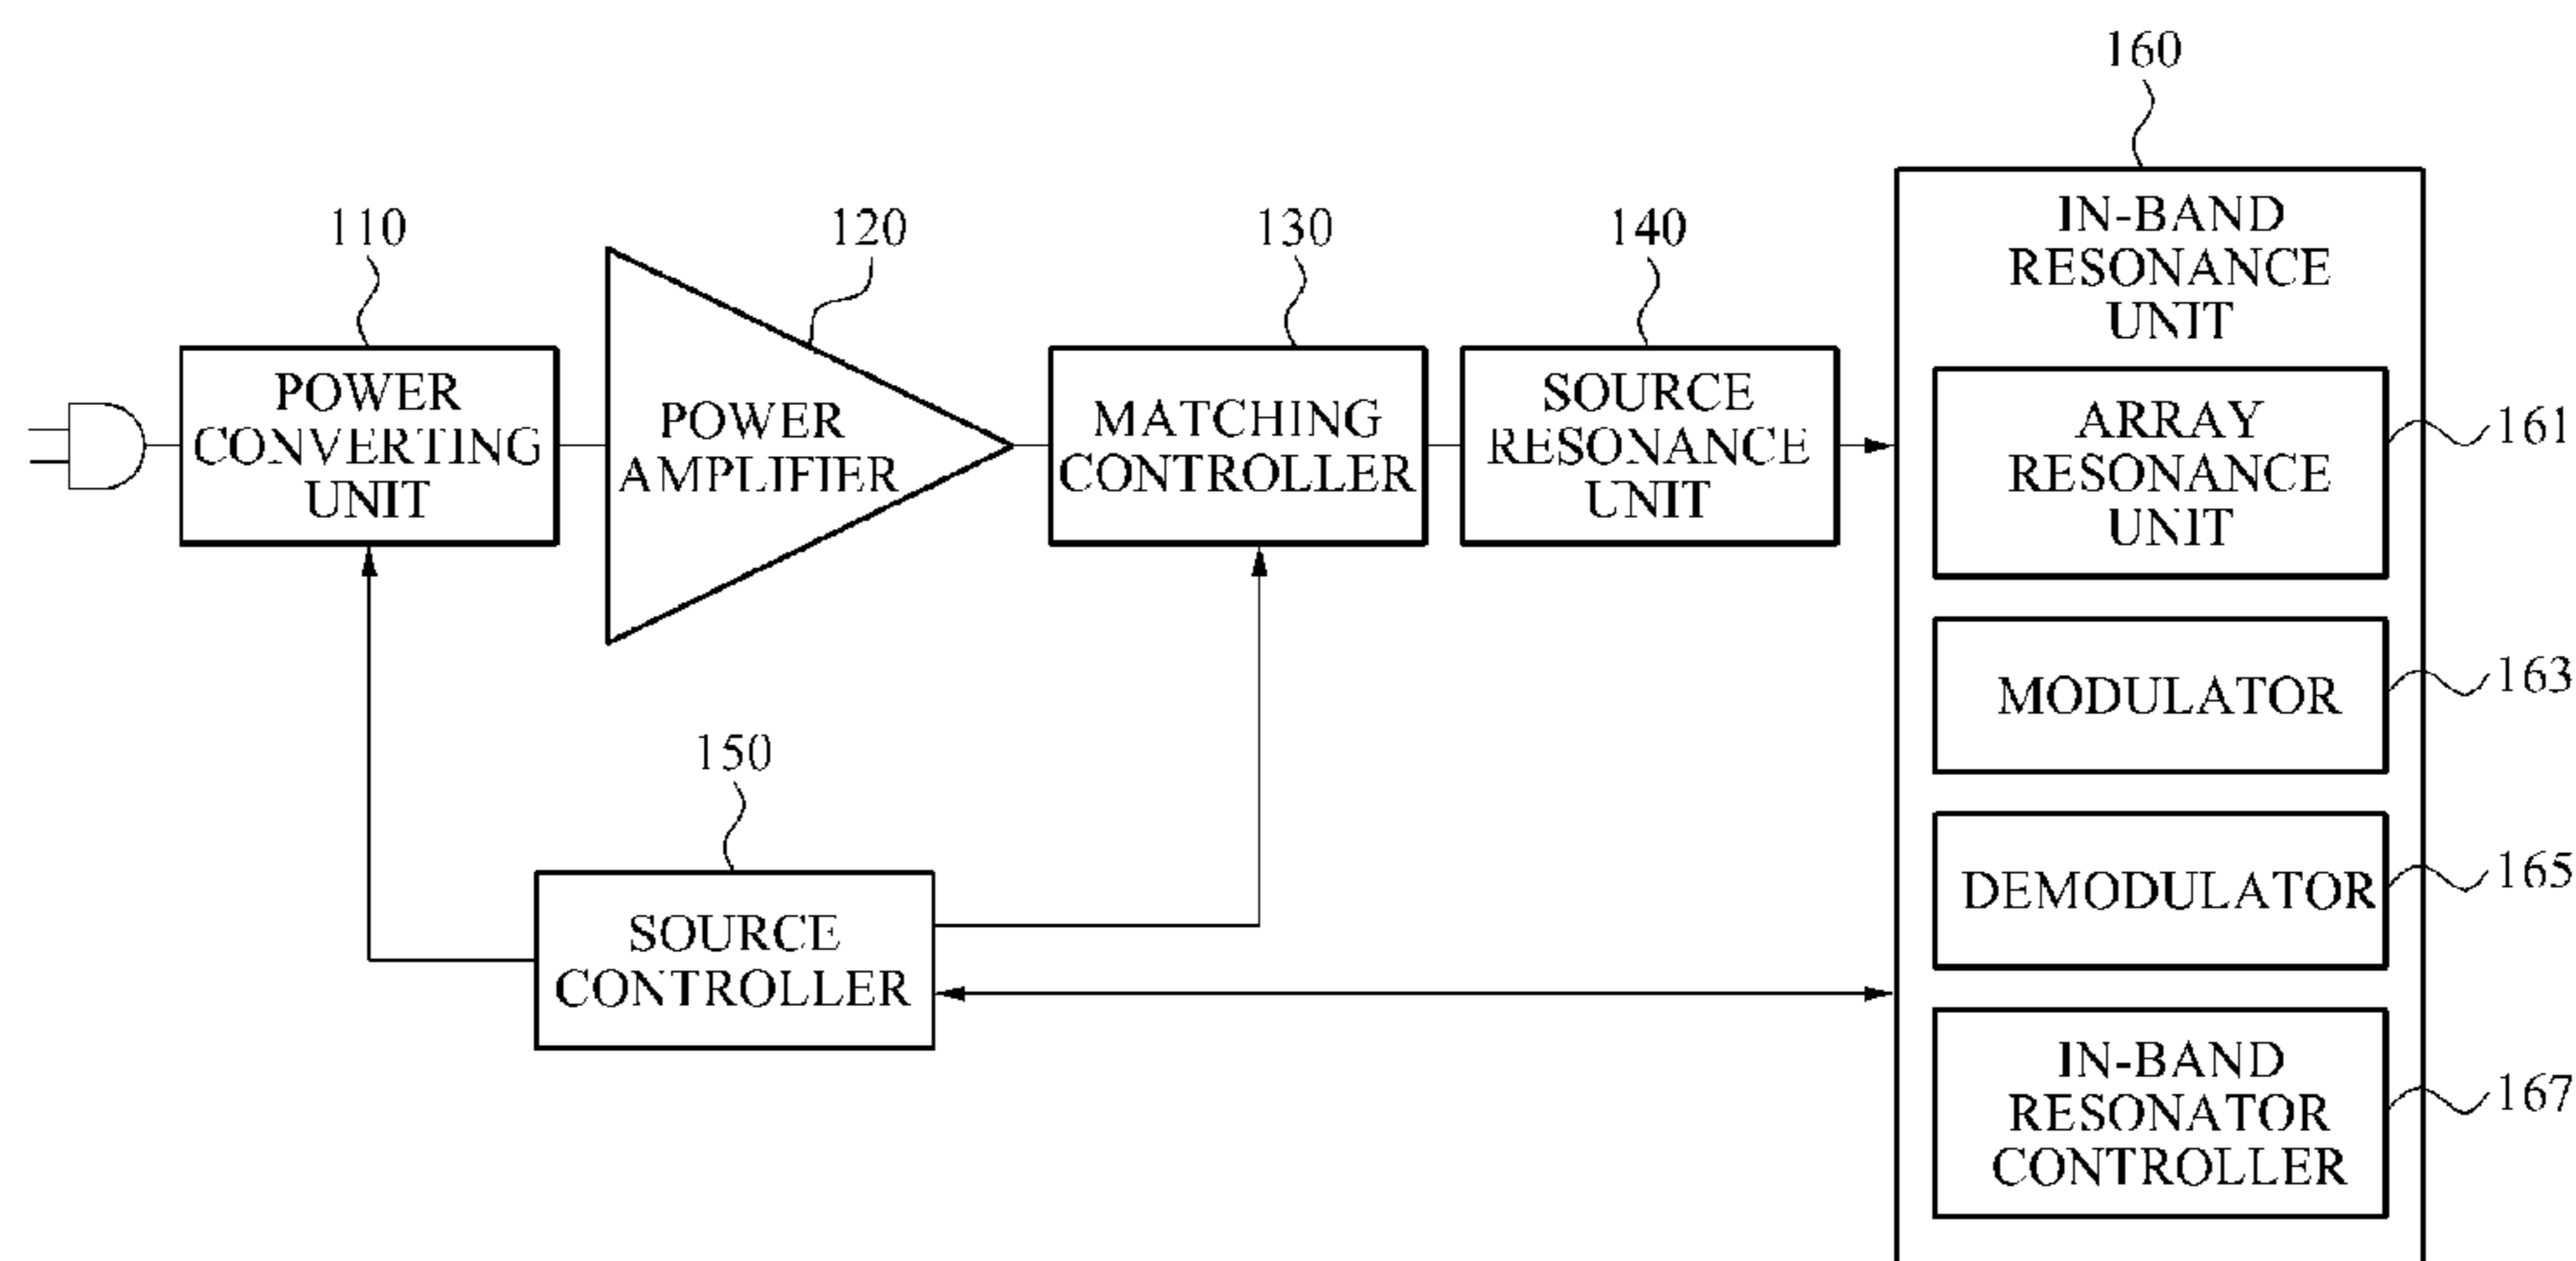 160
110
120
130
140
IN-BAND
RESONANCE
UNIT
POWER
CONVERTING
UNIT
POWER
AMPLIFIER
MATCHING
CONTROLLER
SOURCE
RESONANCE
UNIT
ARRAY
RESONANCE
UNIT
161
MODULATOR
163
150
SOURCE
CONTROLLER
DEMODULATOR
165
IN-BAND
RESONATOR
CONTROLLER
167